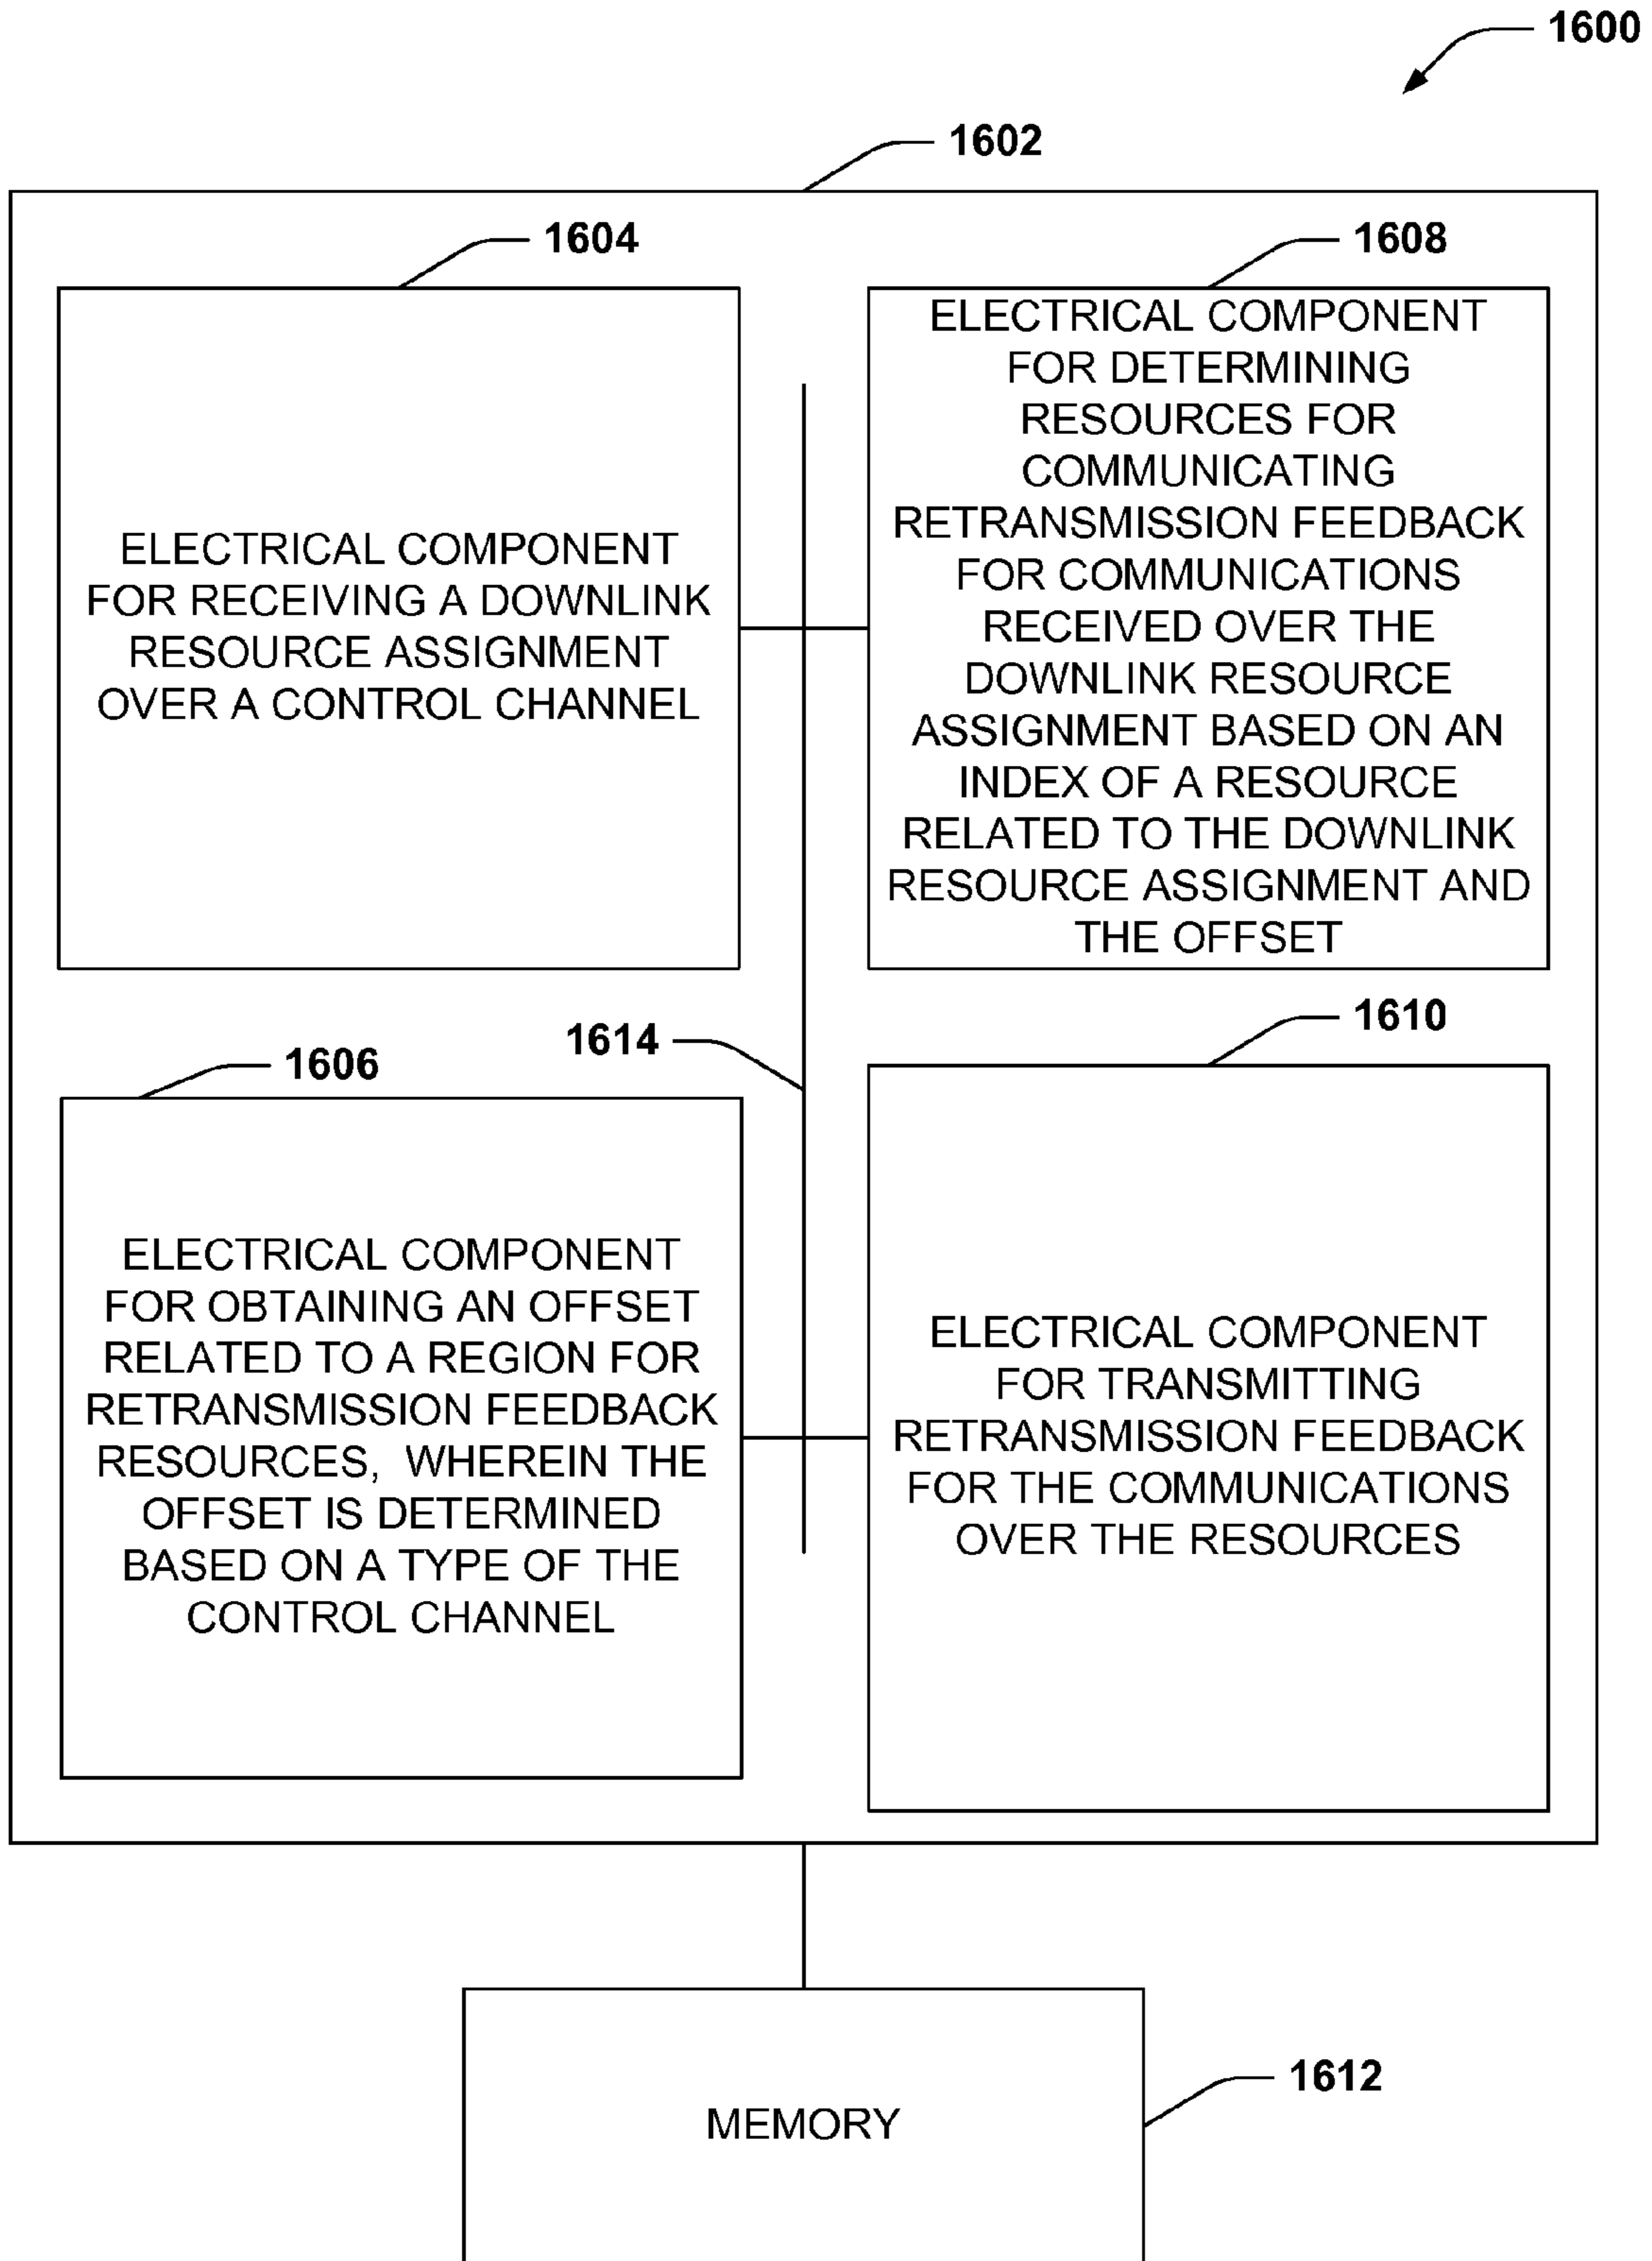 1600
1602
1604
ELECTRICAL COMPONENT
FOR RECEIVING A DOWNLINK
RESOURCE ASSIGNMENT
OVER A CONTROL CHANNEL
1608
ELECTRICAL COMPONENT
FOR DETERMINING
RESOURCES FOR
COMMUNICATING
RETRANSMISSION FEEDBACK
FOR COMMUNICATIONS
RECEIVED OVER THE
DOWNLINK RESOURCE
ASSIGNMENT BASED ON AN
INDEX OF A RESOURCE
RELATED TO THE DOWNLINK
RESOURCE ASSIGNMENT AND
THE OFFSET
1614
1606
ELECTRICAL COMPONENT
FOR OBTAINING AN OFFSET
RELATED TO A REGION FOR
RETRANSMISSION FEEDBACK
RESOURCES, WHEREIN THE
OFFSET IS DETERMINED
BASED ON A TYPE OF THE
CONTROL CHANNEL
1610
ELECTRICAL COMPONENT
FOR TRANSMITTING
RETRANSMISSION FEEDBACK
FOR THE COMMUNICATIONS
OVER THE RESOURCES
1612
MEMORY